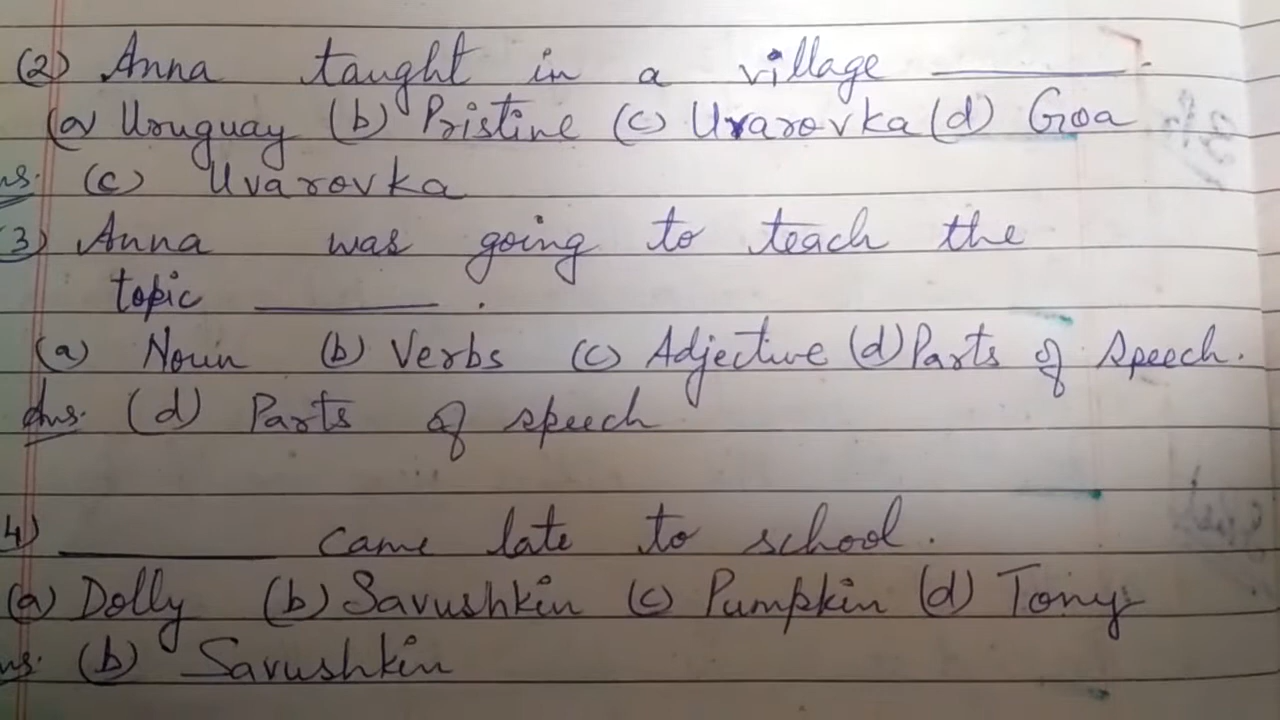 (2) Anna taught in a village ______.
(a) Uruguay (b) Pristine (c) Uvarovka (d) Goa
ns. (c) Uvarovka
(3) Anna was going to teach the
topic ______.
(a) Noun (b) Verbs (c) Adjective (d) Parts of speech.
Ans. (d) Parts of speech
4) ______ came late to school.
(a) Dolly (b) Savushkin (c) Pumpkin (d) Tony
ns. (b) Savushkin